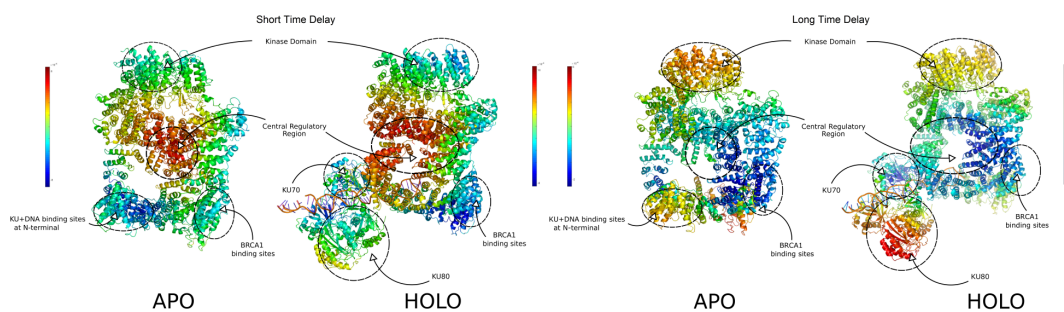 Short Time Delay
Long Time Delay
Kinase Domain
Kinase Domain
Central Regulatory
Region
Central Regulatory
Region
KU70
KU70
KU+DNA binding sites
at N-terminal
BRCA1
binding sites
BRCA1
binding sites
KU+DNA binding sites
at N-terminal
BRCA1
binding sites
BRCA1
binding sites
KU80
KU80
APO
HOLO
APO
HOLO